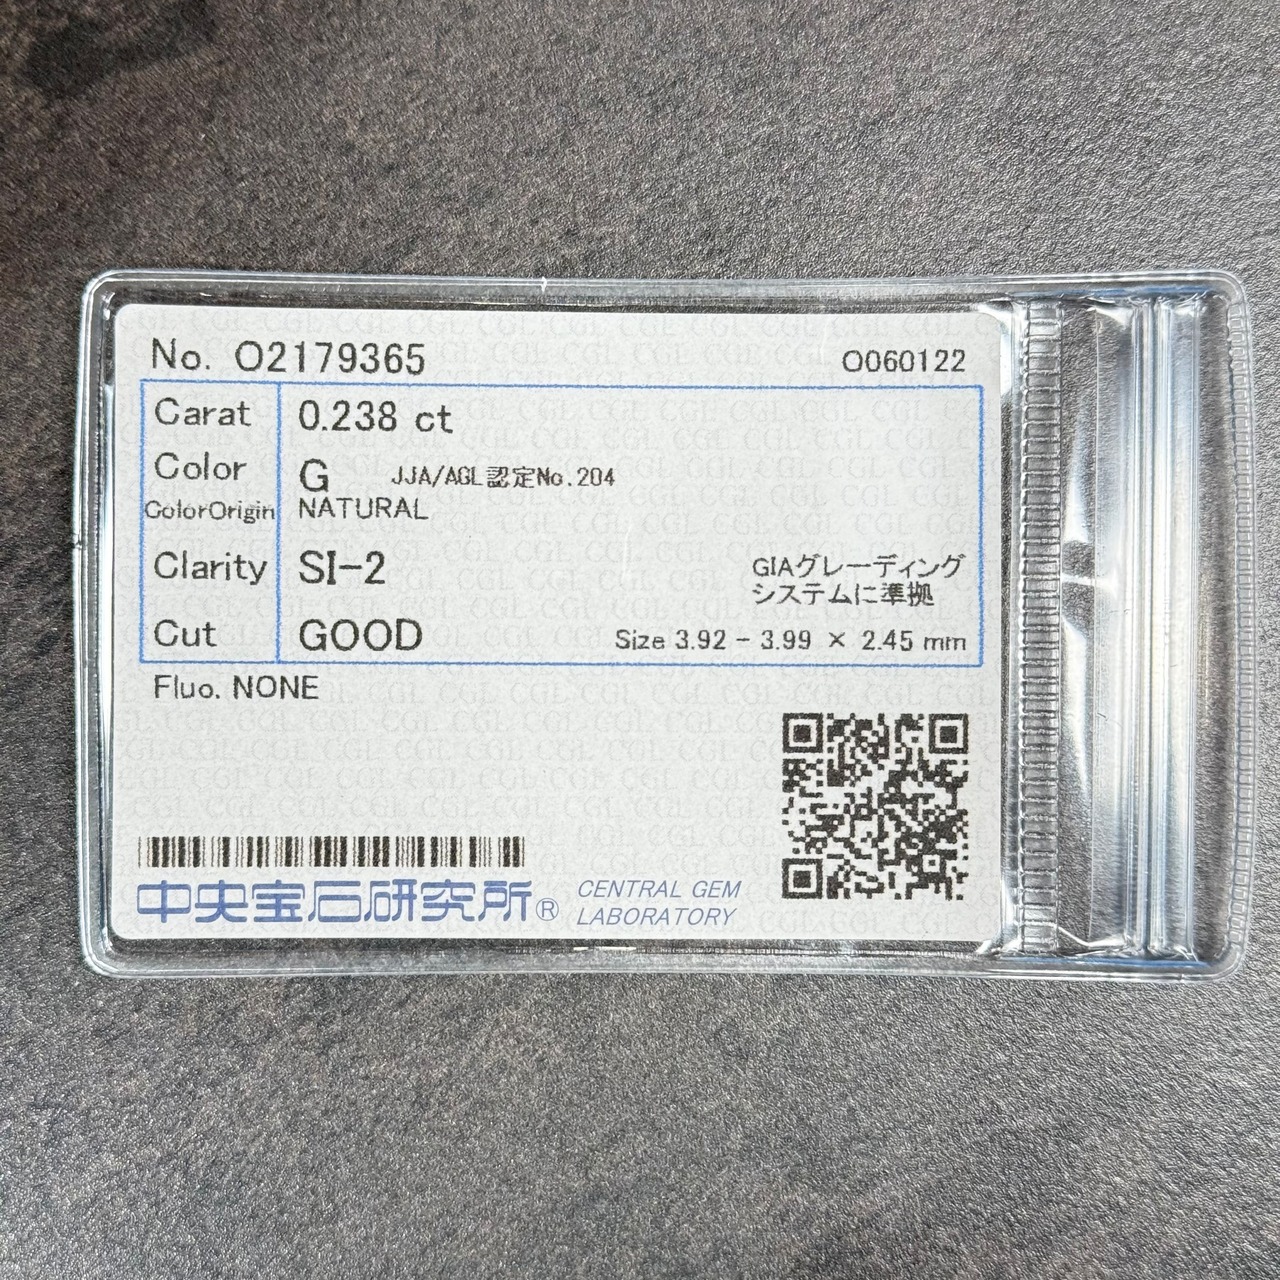 No. O2179365 O060122
Carat 0.238 ct
Color G JJA/AGL認定No.204
ColorOrigin NATURAL
Clarity SI-2 GIAグレーディング
システムに準拠
Cut GOOD Size 3.92 - 3.99 × 2.45 mm
Fluo. NONE
中央宝石研究所® CENTRAL GEM
LABORATORY